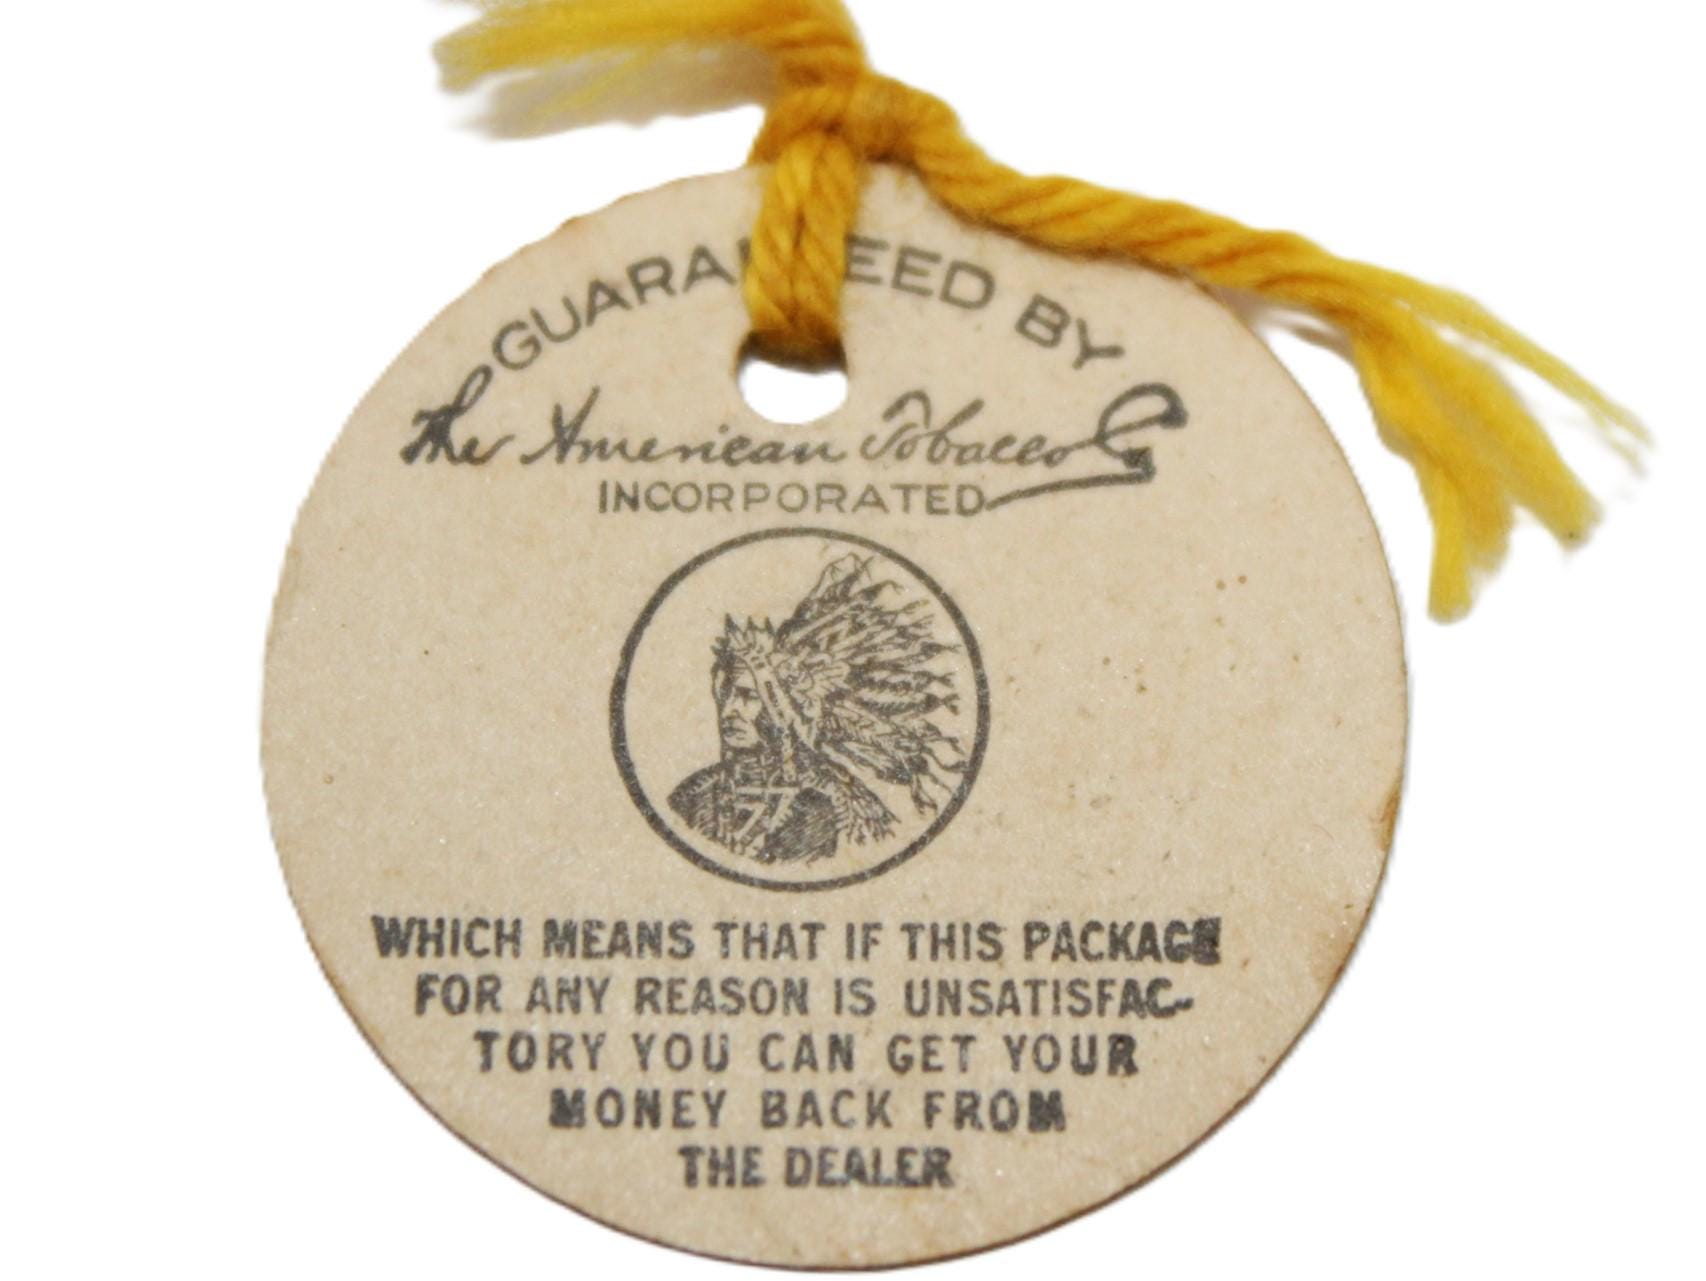 GUARANTEED BY
The American Tobacco Co
INCORPORATED
WHICH MEANS THAT IF THIS PACKAGE
FOR ANY REASON IS UNSATISFAC-
TORY YOU CAN GET YOUR
MONEY BACK FROM
THE DEALER